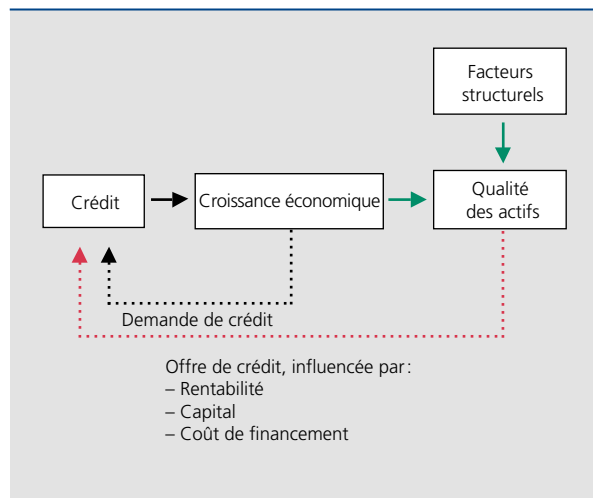 Facteurs
structurels
Crédit
Croissance économique
Qualité
des actifs
Demande de crédit
Offre de crédit, influencée par :
– Rentabilité
– Capital
– Coût de financement